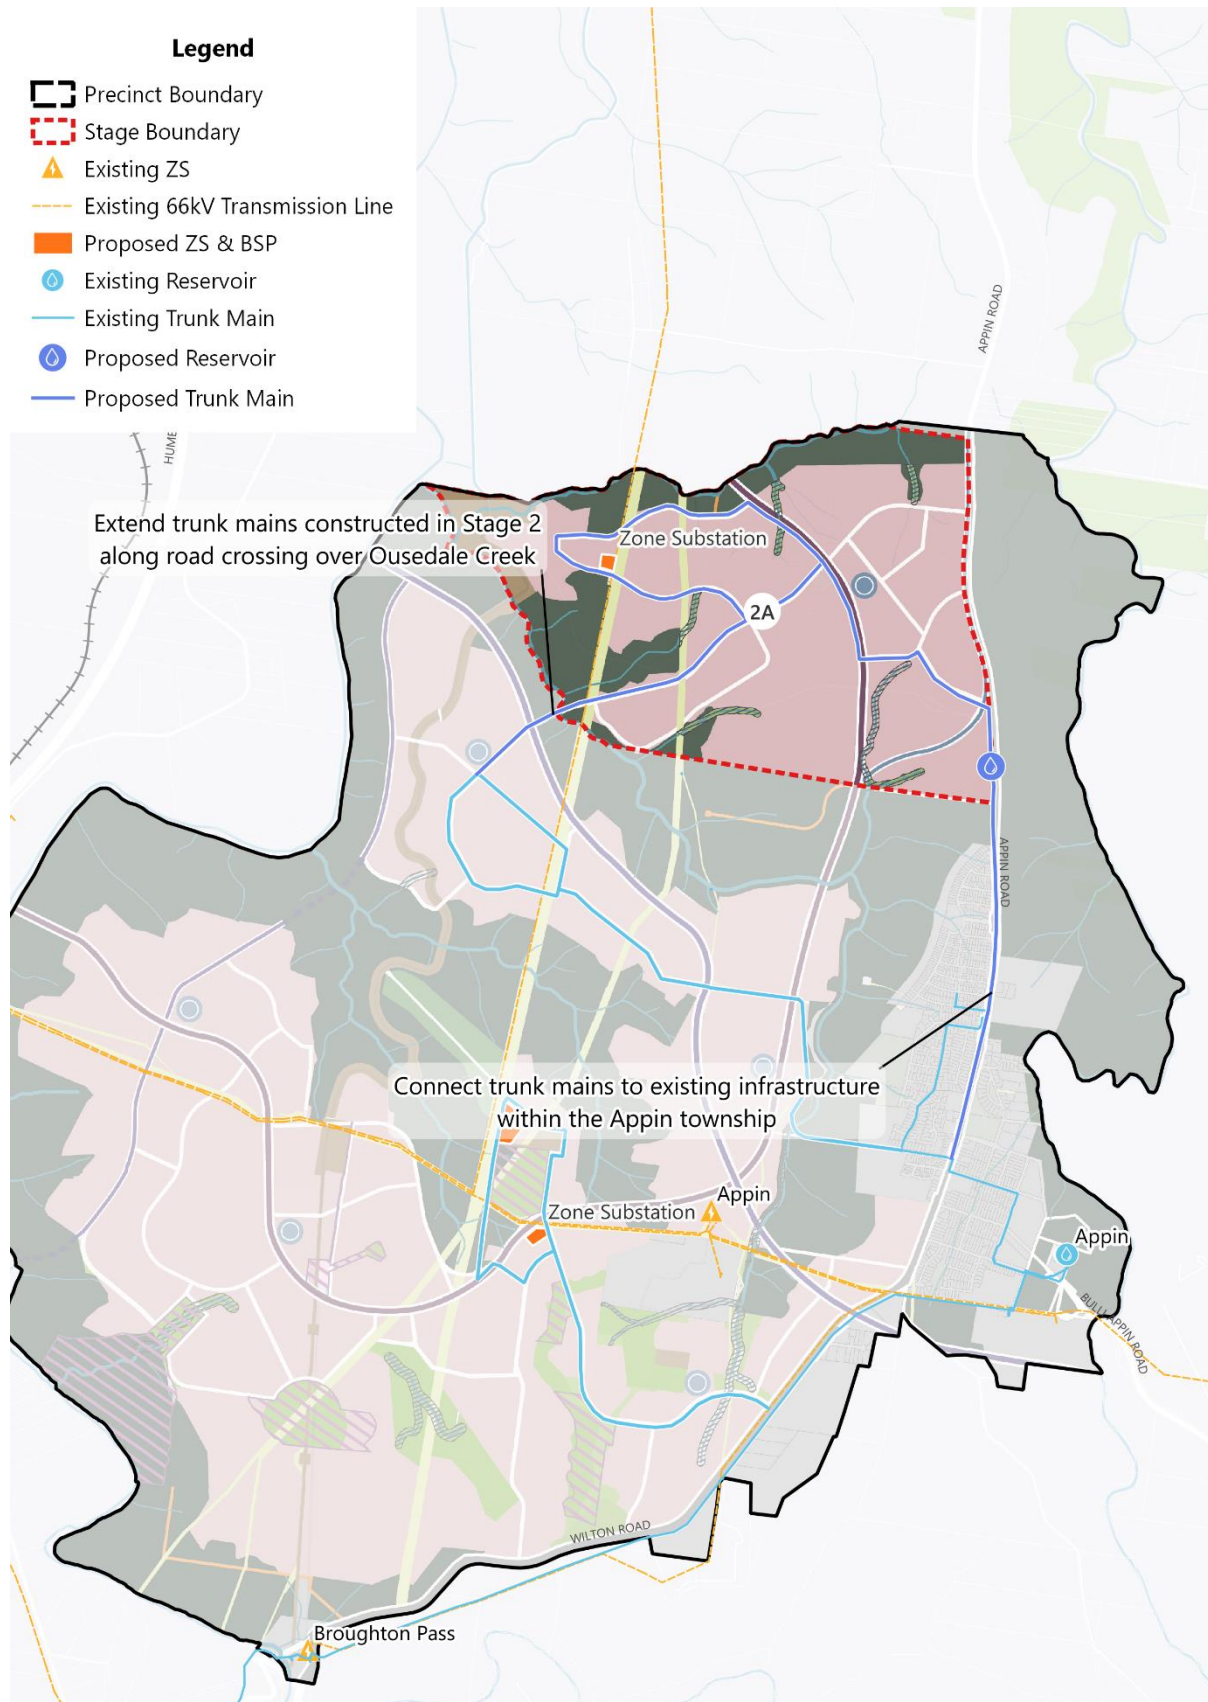 Legend
Precinct Boundary
Stage Boundary
Existing ZS
Existing 66kV Transmission Line
Proposed ZS & BSP
Existing Reservoir
Existing Trunk Main
Proposed Reservoir
Proposed Trunk Main
APPIN ROAD
HUME
Extend trunk mains constructed in Stage 2
along road crossing over Ousedale Creek
Zone Substation
2A
APPIN ROAD
Connect trunk mains to existing infrastructure
within the Appin township
Appin
Zone Substation
Appin
BULLI APPIN ROAD
WILTON ROAD
Broughton Pass